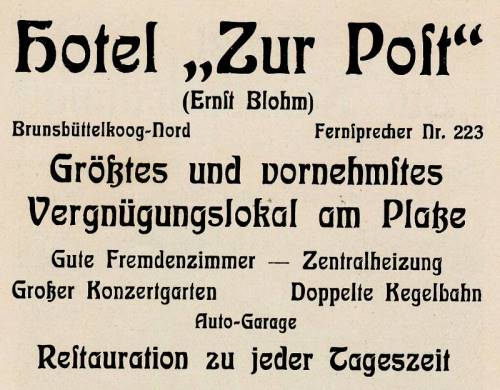 Hotel „Zur Poſt“
(Ernſt Blohm)
Brunsbüttelkoog-Nord Fernſprecher Nr. 223
Größtes und vornehmſtes
Vergnügungslokal am Platze
Gute Fremdenzimmer — Zentralheizung
Großer Konzertgarten Doppelte Kegelbahn
Auto-Garage
Reſtauration zu jeder Tageszeit